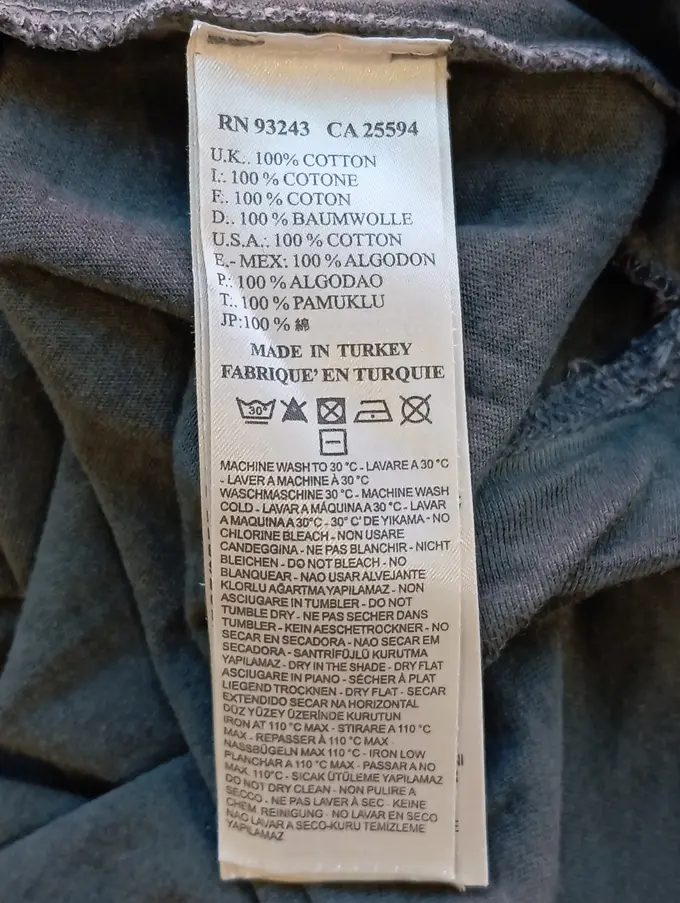 RN 93243 CA 25594
U.K.. 100% COTTON
I.: 100 % COTONE
F.. 100 % COTON
D.. 100 % BAUMWOLLE
U.S.A.: 100 % COTTON
E.- MEX: 100 % ALGODON
P.: 100 % ALGODAO
T.: 100 % PAMUKLU
JP:100 % 綿
MADE IN TURKEY
FABRIQUE' EN TURQUIE
30°
MACHINE WASH TO 30 °C - LAVARE A 30 °C
- LAVER A MACHINE À 30 °C
WASCHMASCHINE 30 °C - MACHINE WASH
COLD - LAVAR A MÁQUINA A 30 °C - LAVAR
A MAQUINA A 30°C - 30° C' DE YIKAMA - NO
CHLORINE BLEACH - NON USARE
CANDEGGINA - NE PAS BLANCHIR - NICHT
BLEICHEN - DO NOT BLEACH - NO
BLANQUEAR - NAO USAR ALVEJANTE
KLORLU AĞARTMA YAPILAMAZ - NON
ASCIUGARE IN TUMBLER - DO NOT
TUMBLE DRY - NE PAS SECHER DANS
TUMBLER - KEIN AESCHETROCKNER - NO
SECAR EN SECADORA - NAO SECAR EM
SECADORA - SANTRİFÜJLÜ KURUTMA
YAPILAMAZ - DRY IN THE SHADE - DRY FLAT
ASCIUGARE IN PIANO - SÉCHER À PLAT
LIEGEND TROCKNEN - DRY FLAT - SECAR
EXTENDIDO SECAR NA HORIZONTAL
DÜZ YÜZEY ÜZERİNDE KURUTUN
IRON AT 110 °C MAX - STIRARE A 110 °C
MAX - REPASSER À 110 °C MAX
NASSBÜGELN MAX 110 °C - IRON LOW
PLANCHAR A 110 °C MAX - PASSAR A NO
MAX. 110°C - SICAK ÜTÜLEME YAPILAMAZ
DO NOT DRY CLEAN - NON PULIRE A
SECCO - NE PAS LAVER À SEC - KEINE
CHEM. REINIGUNG - NO LAVAR EN SECO
NAO LAVAR A SECO-KURU TEMIZLEME
YAPILAMAZ